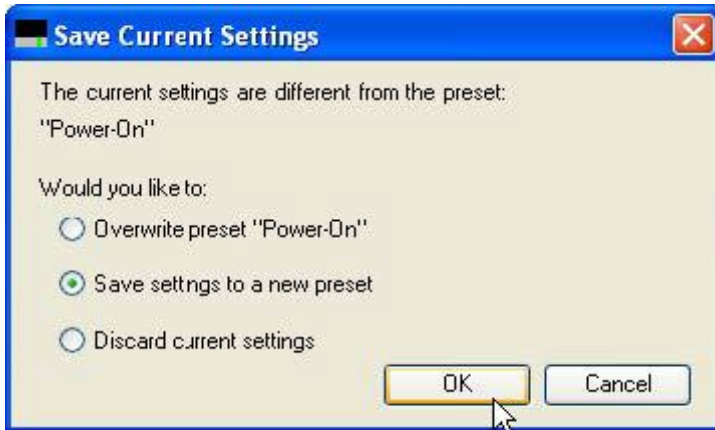 Save Current Settings
The current settings are different from the preset:
"Power-On"
Would you like to:
Overwrite preset "Power-On"
Save settngs to a new preset
Discard current settings
OK Cancel